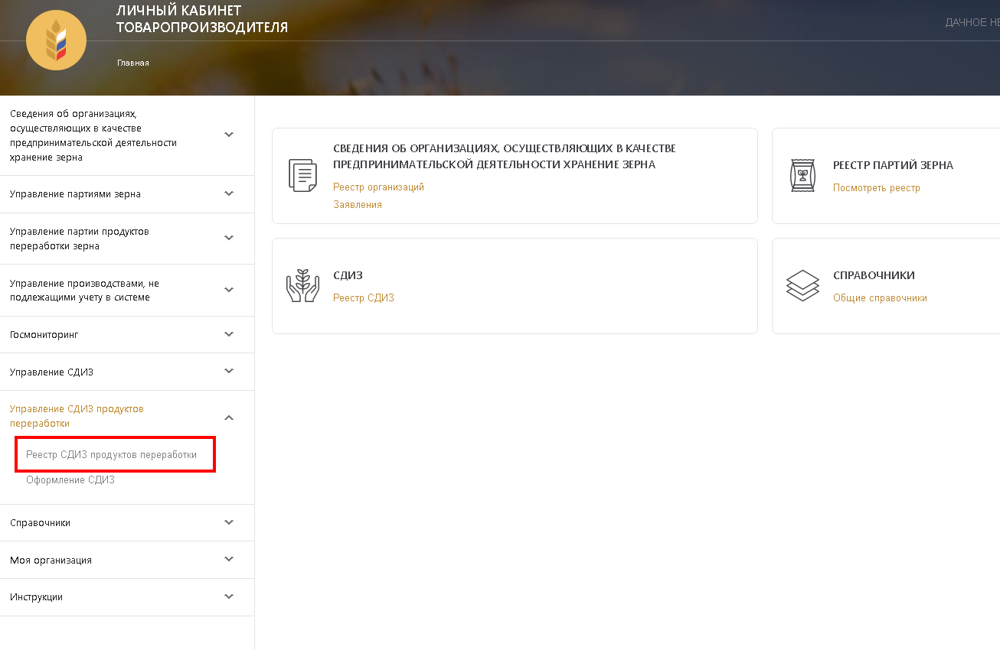 ЛИЧНЫЙ КАБИНЕТ
ТОВАРОПРОИЗВОДИТЕЛЯ
ДАЧНОЕ НЕ
Главная
Сведения об организациях,
осуществляющих в качестве
предпринимательской деятельности
хранение зерна
Управление партиями зерна
Управление партии продуктов
переработки зерна
Управление производствами, не
подлежащими учету в системе
Госмониторинг
Управление СДИЗ
Управление СДИЗ продуктов
переработки
Реестр СДИЗ продуктов переработки
Оформление СДИЗ
Справочники
Моя организация
Инструкции
СВЕДЕНИЯ ОБ ОРГАНИЗАЦИЯХ, ОСУЩЕСТВЛЯЮЩИХ В КАЧЕСТВЕ
ПРЕДПРИНИМАТЕЛЬСКОЙ ДЕЯТЕЛЬНОСТИ ХРАНЕНИЕ ЗЕРНА
Реестр организаций
Заявления
РЕЕСТР ПАРТИЙ ЗЕРНА
Посмотреть реестр
СДИЗ
Реестр СДИЗ
СПРАВОЧНИКИ
Общие справочники